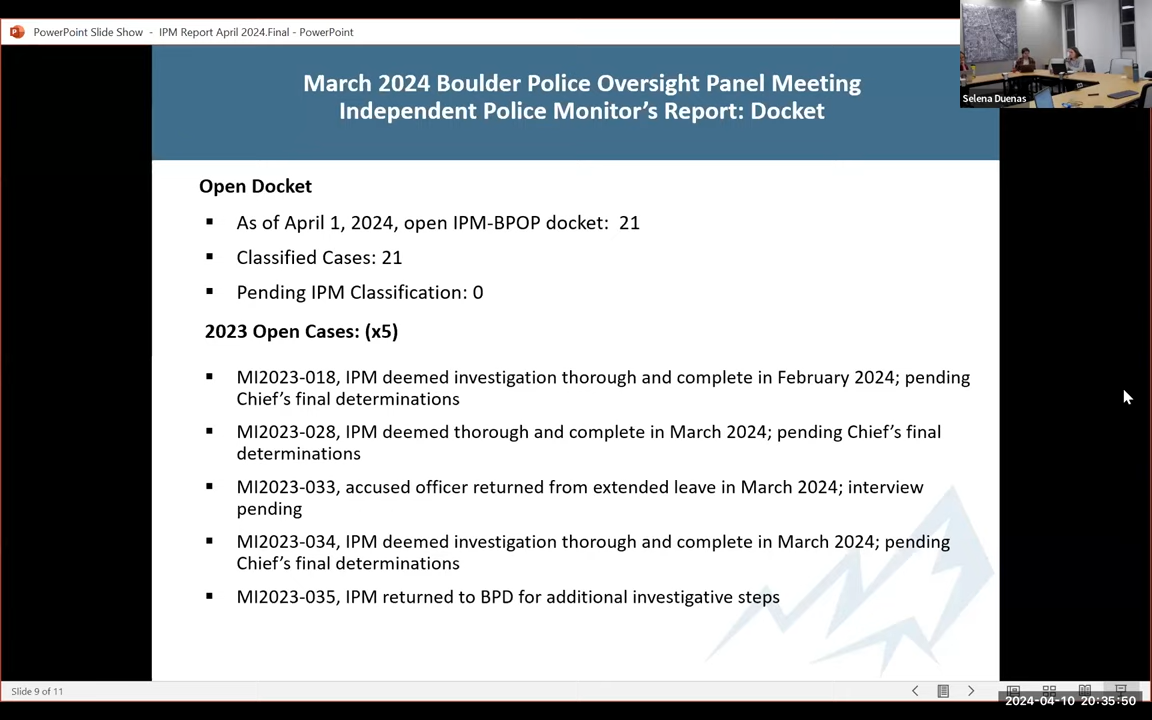 PowerPoint Slide Show - IPM Report April 2024.Final - PowerPoint
Selena Duenas
March 2024 Boulder Police Oversight Panel Meeting
Independent Police Monitor's Report: Docket
Open Docket
▪ As of April 1, 2024, open IPM-BPOP docket: 21
▪ Classified Cases: 21
▪ Pending IPM Classification: 0
2023 Open Cases: (x5)
▪ MI2023-018, IPM deemed investigation thorough and complete in February 2024; pending
Chief's final determinations
▪ MI2023-028, IPM deemed thorough and complete in March 2024; pending Chief's final
determinations
▪ MI2023-033, accused officer returned from extended leave in March 2024; interview
pending
▪ MI2023-034, IPM deemed investigation thorough and complete in March 2024; pending
Chief's final determinations
▪ MI2023-035, IPM returned to BPD for additional investigative steps
Slide 9 of 11
2024-04-10 20:35:50